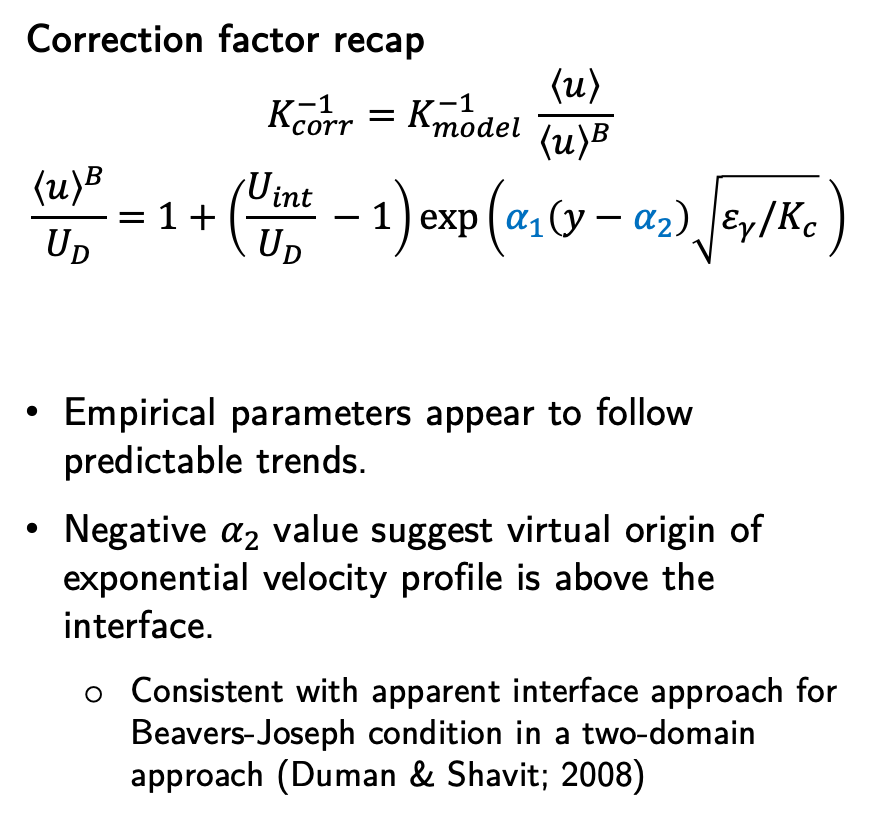 Correction factor recap
$K_{corr}^{-1} = K_{model}^{-1} \frac{\langle u \rangle}{\langle u \rangle^B}$
$\frac{\langle u \rangle^B}{U_D} = 1 + \left(\frac{U_{int}}{U_D} - 1\right) \exp\left(\alpha_1 (y - \alpha_2) \sqrt{\varepsilon_\gamma / K_c}\right)$
• Empirical parameters appear to follow
predictable trends.
• Negative $\alpha_2$ value suggest virtual origin of
exponential velocity profile is above the
interface.
○ Consistent with apparent interface approach for
Beavers-Joseph condition in a two-domain
approach (Duman & Shavit; 2008)